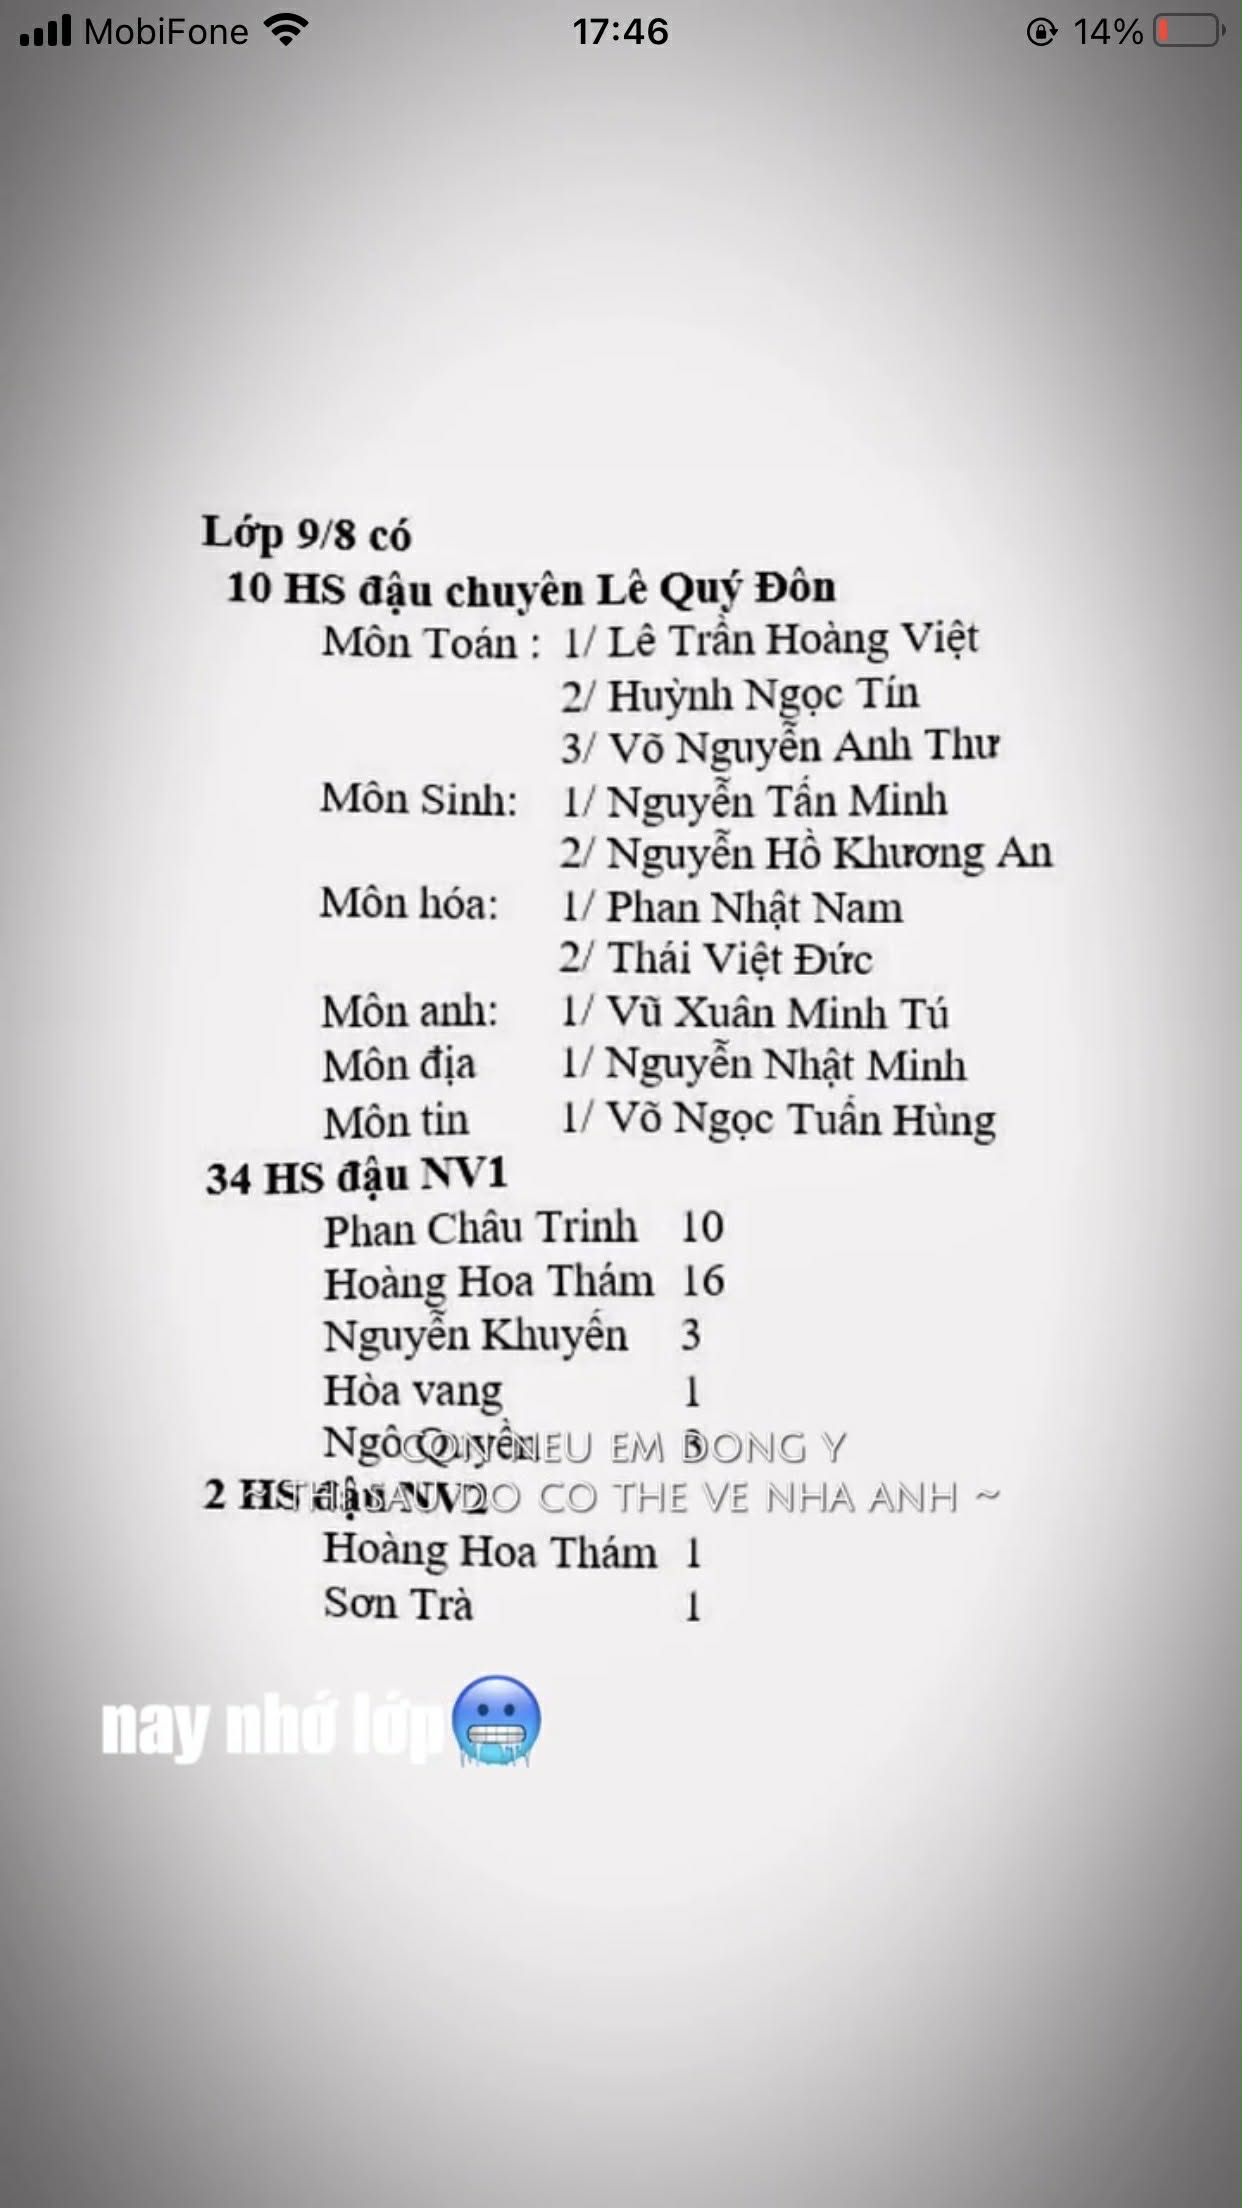 MobiFone 17:46 14%
Lớp 9/8 có
10 HS đậu chuyên Lê Quý Đôn
Môn Toán : 1/ Lê Trần Hoàng Việt
2/ Huỳnh Ngọc Tín
3/ Võ Nguyễn Anh Thư
Môn Sinh: 1/ Nguyễn Tấn Minh
2/ Nguyễn Hồ Khương An
Môn hóa: 1/ Phan Nhật Nam
2/ Thái Việt Đức
Môn anh: 1/ Vũ Xuân Minh Tú
Môn địa 1/ Nguyễn Nhật Minh
Môn tin 1/ Võ Ngọc Tuấn Hùng
34 HS đậu NV1
Phan Châu Trinh 10
Hoàng Hoa Thám 16
Nguyễn Khuyến 3
Hòa vang 1
Ngô Quyền 3
CON NEU EM DONG Y
2 HS đậu NV2
~ THI SAU DO CO THE VE NHA ANH ~
Hoàng Hoa Thám 1
Sơn Trà 1
nay nhớ lớp